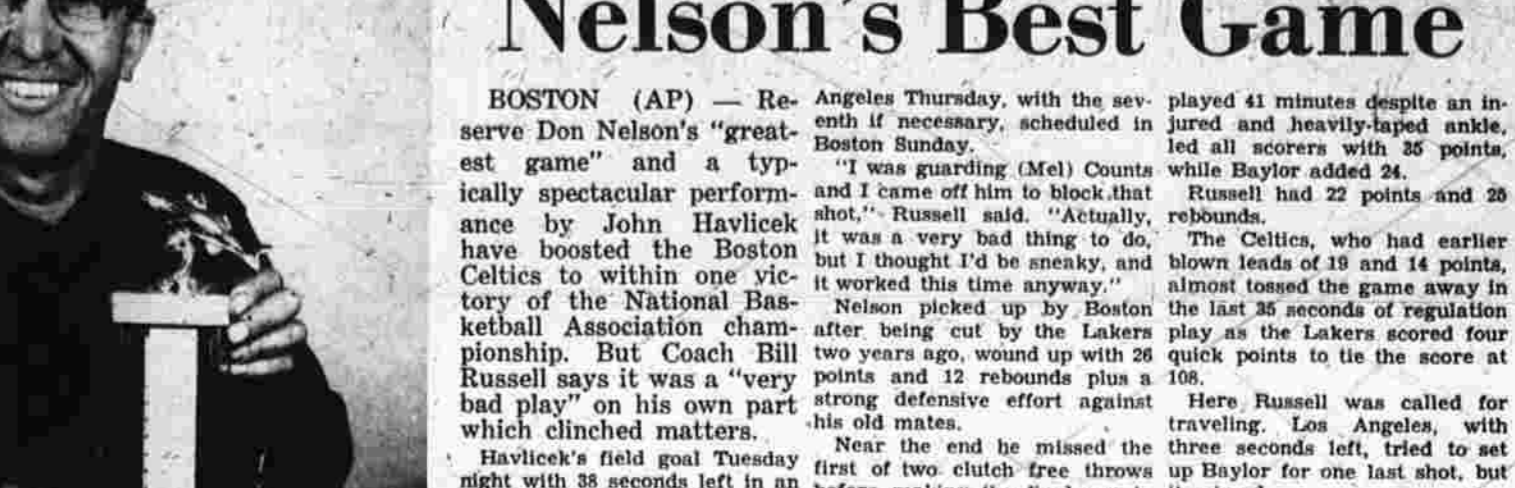 Nelson's Best Game
BOSTON (AP) — Re-
serve Don Nelson's "great-
est game" and a typ-
ically spectacular perform-
ance by John Havlicek
have boosted the Boston
Celtics to within one vic-
tory of the National Bas-
ketball Association cham-
pionship. But Coach Bill
Russell says it was a "very
bad play" on his own part
which clinched matters.
Havlicek's field goal Tuesday
night with 38 seconds left in an
Angeles Thursday, with the sev-
enth if necessary, scheduled in
Boston Sunday.
"I was guarding (Mel) Counts
and I came off him to block that
shot," Russell said. "Actually,
it was a very bad thing to do,
but I thought I'd be sneaky, and
it worked this time anyway."
Nelson picked up by Boston
after being cut by the Lakers
two years ago, wound up with 26
points and 12 rebounds plus a
strong defensive effort against
his old mates.
Near the end he missed the
first of two clutch free throws
played 41 minutes despite an in-
jured and heavily-taped ankle,
led all scorers with 35 points,
while Baylor added 24.
Russell had 22 points and
rebounds.
The Celtics, who had earlier
blown leads of 19 and 14 points,
almost tossed the game away in
the last 35 seconds of regulation
play as the Lakers scored four
quick points to tie the score at
108.
Here Russell was called for
traveling. Los Angeles, with
three seconds left, tried to set
up Baylor for one last shot, but